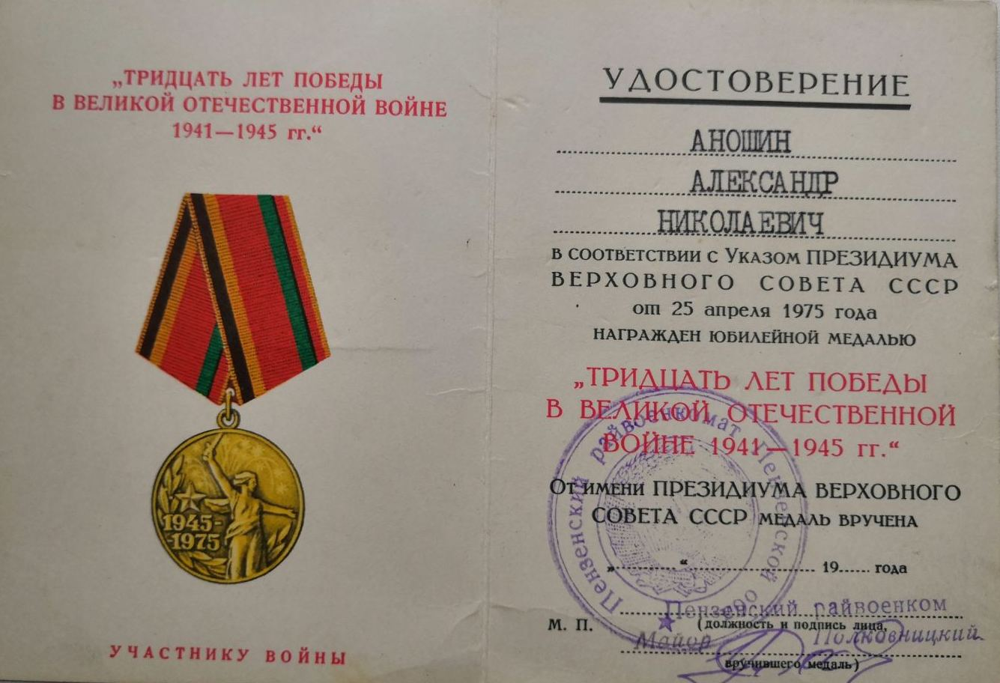 „ТРИДЦАТЬ ЛЕТ ПОБЕДЫ
В ВЕЛИКОЙ ОТЕЧЕСТВЕННОЙ ВОЙНЕ
1941—1945 гг.“
1945-
-1975
УЧАСТНИКУ ВОЙНЫ
УДОСТОВЕРЕНИЕ
АНОШИН
АЛЕКСАНДР
НИКОЛАЕВИЧ
В СООТВЕТСТВИИ С УКАЗОМ ПРЕЗИДИУМА
ВЕРХОВНОГО СОВЕТА СССР
от 25 апреля 1975 года
НАГРАЖДЕН ЮБИЛЕЙНОЙ МЕДАЛЬЮ
„ТРИДЦАТЬ ЛЕТ ПОБЕДЫ
В ВЕЛИКОЙ ОТЕЧЕСТВЕННОЙ
ВОЙНЕ 1941—1945 гг.“
От имени ПРЕЗИДИУМА ВЕРХОВНОГО
СОВЕТА СССР МЕДАЛЬ ВРУЧЕНА
„..............“.......................... 19...... года
Пензенский райвоенком
М. П. (должность и подпись лица,
Майор Полковницкий.
вручившего медаль)
Пензенский райвоенкомат Пензенской обл